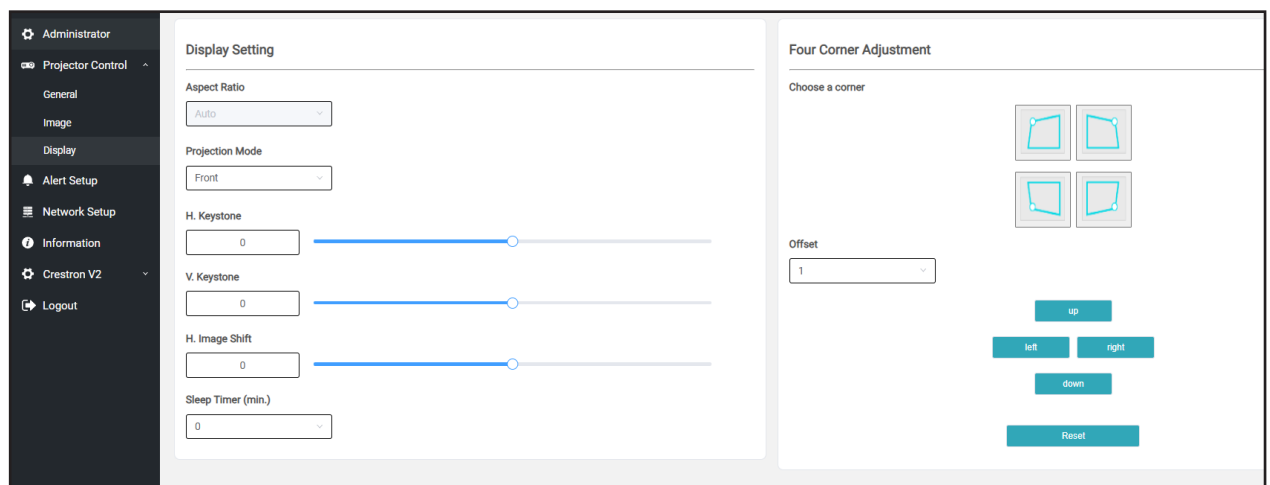 Administrator
Projector Control
General
Image
Display
Alert Setup
Network Setup
Information
Crestron V2
Logout
Display Setting
Aspect Ratio
Auto
Projection Mode
Front
H. Keystone
0
V. Keystone
0
H. Image Shift
0
Sleep Timer (min.)
0
Four Corner Adjustment
Choose a corner
Offset
1
up
left right
down
Reset